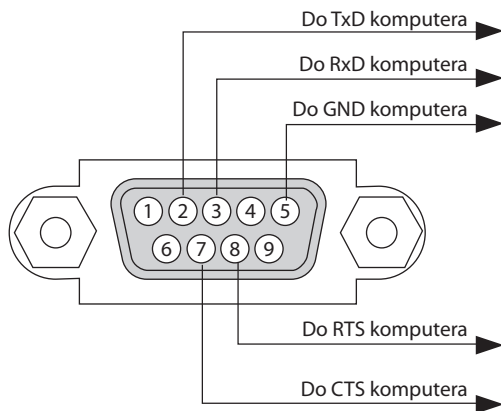 Do TxD komputera
Do RxD komputera
Do GND komputera
1 2 3 4 5
6 7 8 9
Do RTS komputera
Do CTS komputera